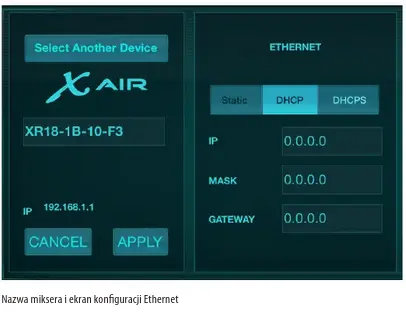 Select Another Device
X AIR
XR18-1B-10-F3
IP 192.168.1.1
CANCEL APPLY
ETHERNET
Static DHCP DHCPS
IP 0.0.0.0
MASK 0.0.0.0
GATEWAY 0.0.0.0
Nazwa miksera i ekran konfiguracji Ethernet